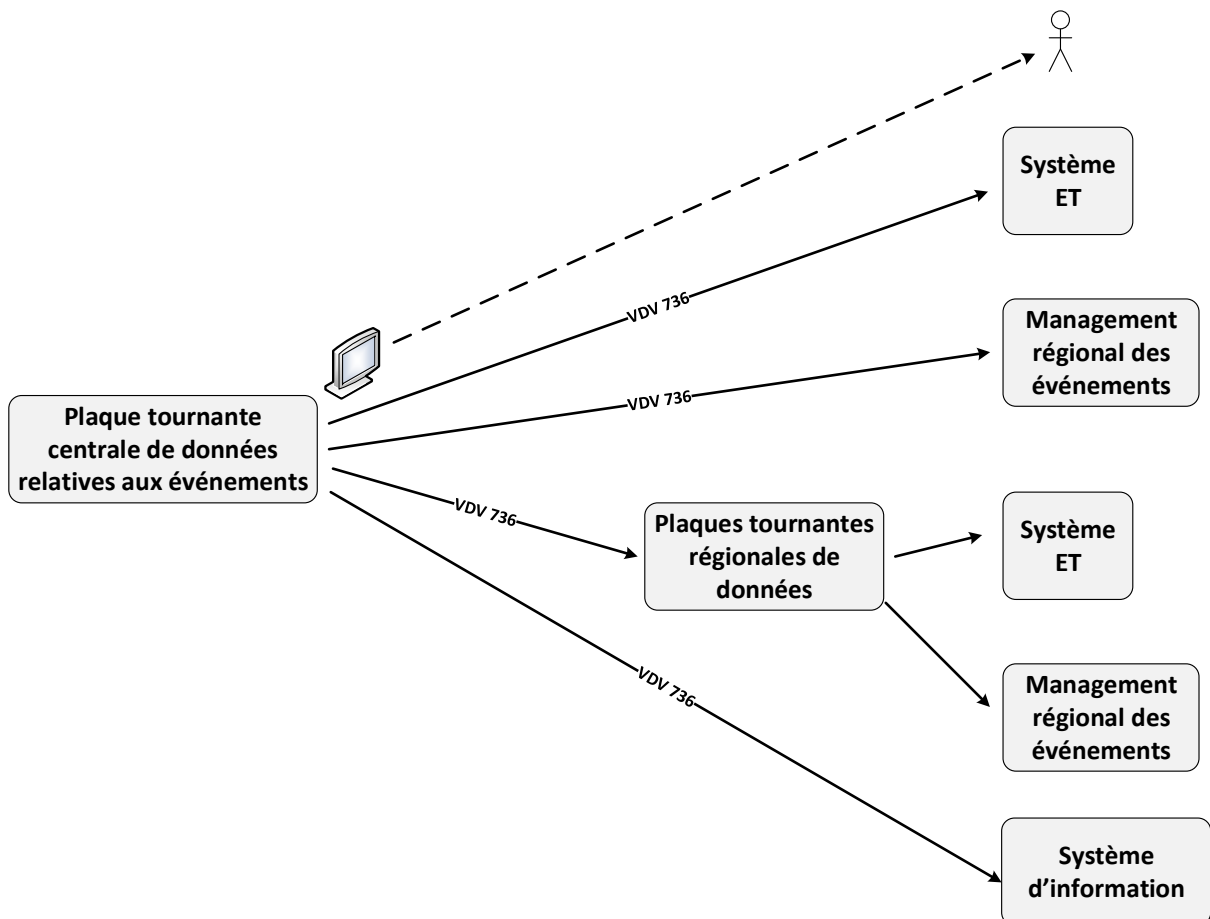 Système
ET
VDV 736
Management
régional des
événements
VDV 736
Plaque tournante
centrale de données
relatives aux événements
VDV 736
Plaques tournantes
régionales de
données
Système
ET
VDV 736
Management
régional des
événements
Système
d'information